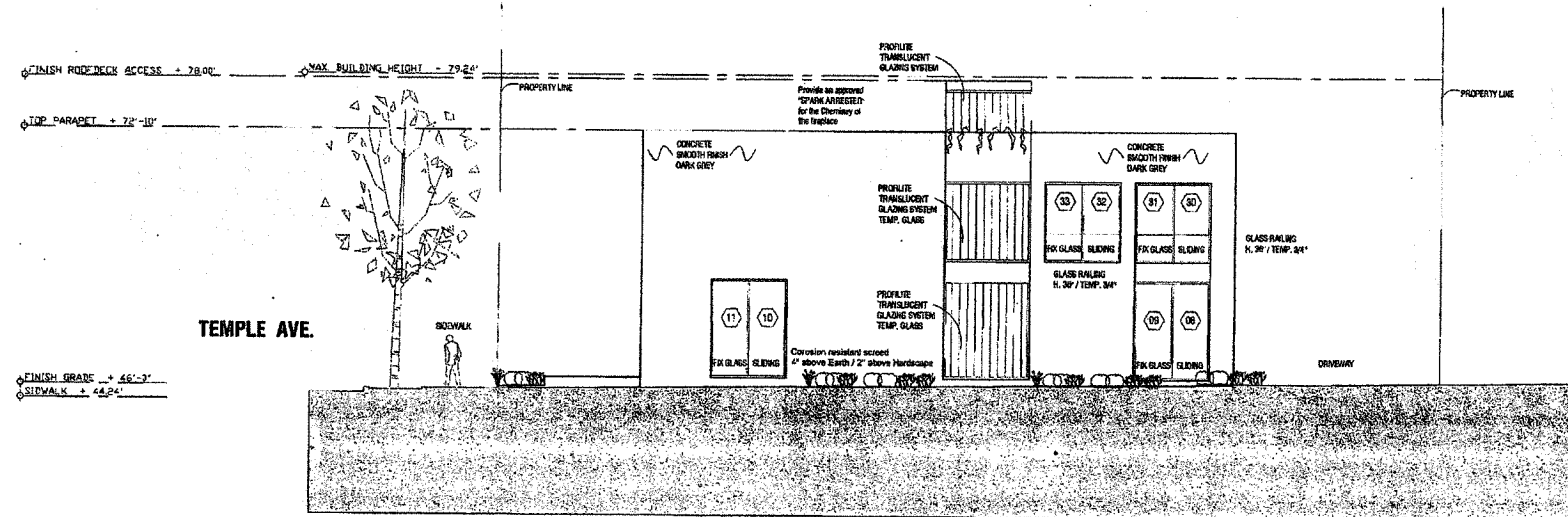 PROFILITE
TRANSLUCENT
GLAZING SYSTEM
FINISH ROOFDECK ACCESS + 78.00'
MAX. BUILDING HEIGHT - 79.24'
PROPERTY LINE
Provide an approved
"SPARK ARRESTER"
for the Chemney of
the fireplace
PROPERTY LINE
TOP PARAPET + 72'-10"
CONCRETE
SMOOTH FINISH
DARK GREY
CONCRETE
SMOOTH FINISH
DARK GREY
PROFILITE
TRANSLUCENT
GLAZING SYSTEM
TEMP. GLASS
33 32
31 30
FIX GLASS SLIDING
FIX GLASS SLIDING
GLASS RAILING
H. 36" / TEMP. 3/4"
GLASS RAILING
H. 36" / TEMP. 3/4"
PROFILITE
TRANSLUCENT
GLAZING SYSTEM
TEMP. GLASS
11 10
09 08
TEMPLE AVE.
SIDEWALK
FIX GLASS SLIDING
Corosion resistant screed
4" above Earth / 2" above Hardscape
FIX GLASS SLIDING
DRIVEWAY
FINISH GRADE + 46'-3"
SIDWALK + 44.24'